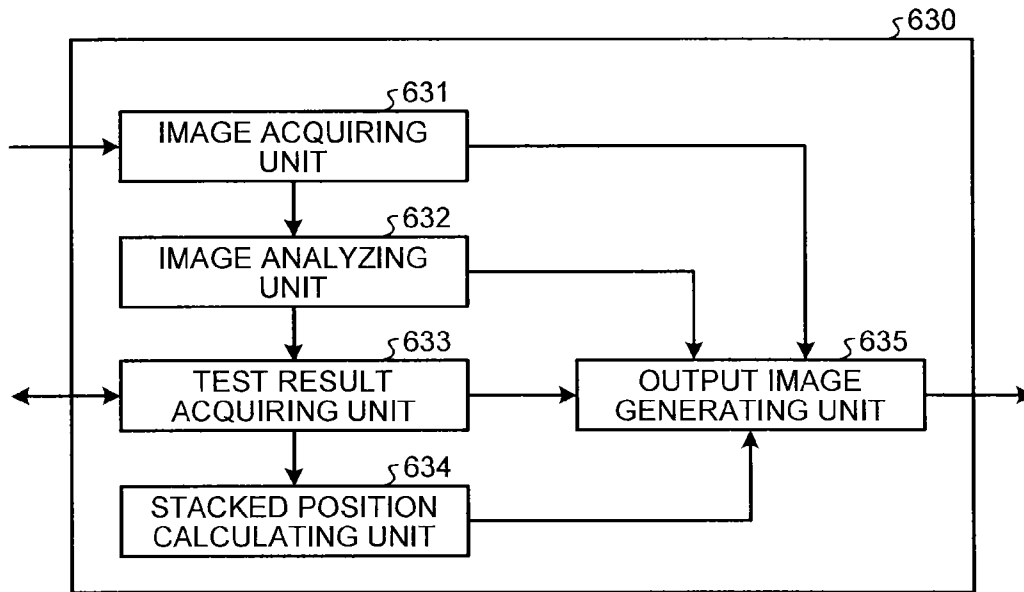 630
631
IMAGE ACQUIRING
UNIT
632
IMAGE ANALYZING
UNIT
633
TEST RESULT
ACQUIRING UNIT
635
OUTPUT IMAGE
GENERATING UNIT
634
STACKED POSITION
CALCULATING UNIT